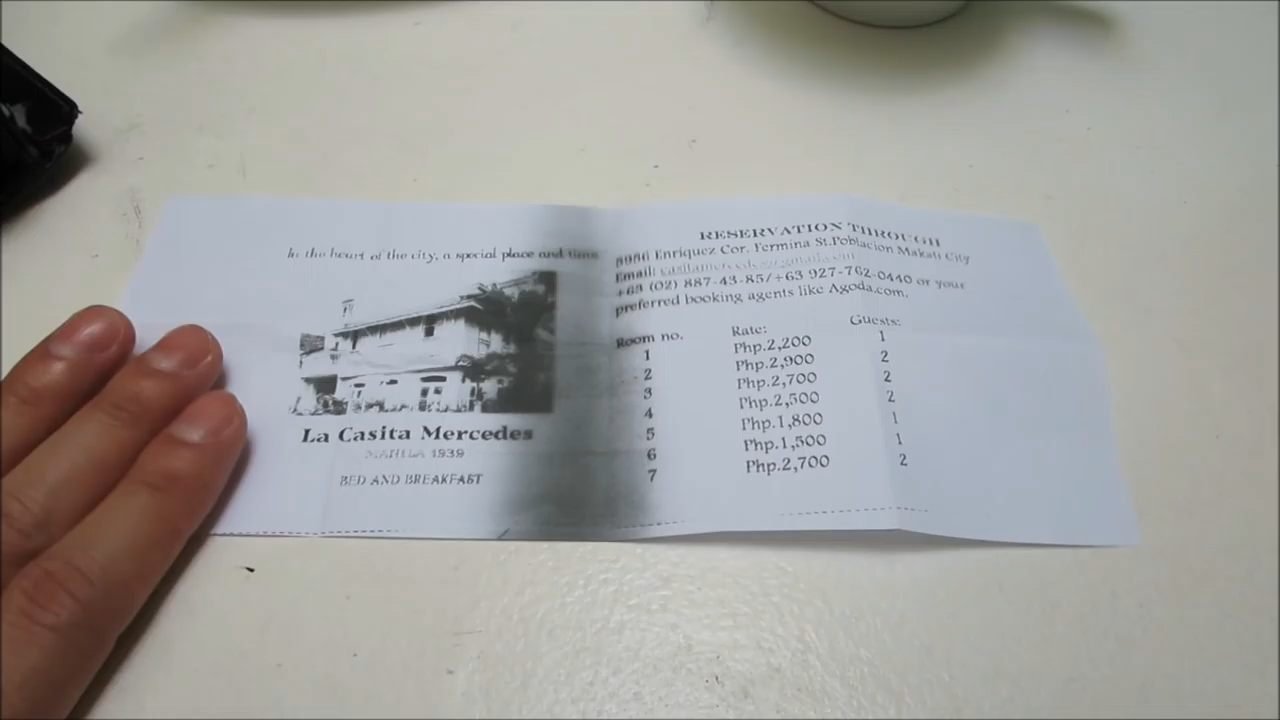 In the heart of the city, a special place and time
La Casita Mercedes
MANILA 1939
BED AND BREAKFAST
RESERVATION THROUGH
Enriquez Cor. Fermina St.Poblacion Makati City
Email:
+63 (02) 887-43-85/+63 927-762-0440 or your
preferred booking agents like Agoda.com.
Room no. Rate: Guests:
1 Php.2,200 1
2 Php.2,900 2
3 Php.2,700 2
4 Php.2,500 2
5 Php.1,800 1
6 Php.1,500 1
7 Php.2,700 2